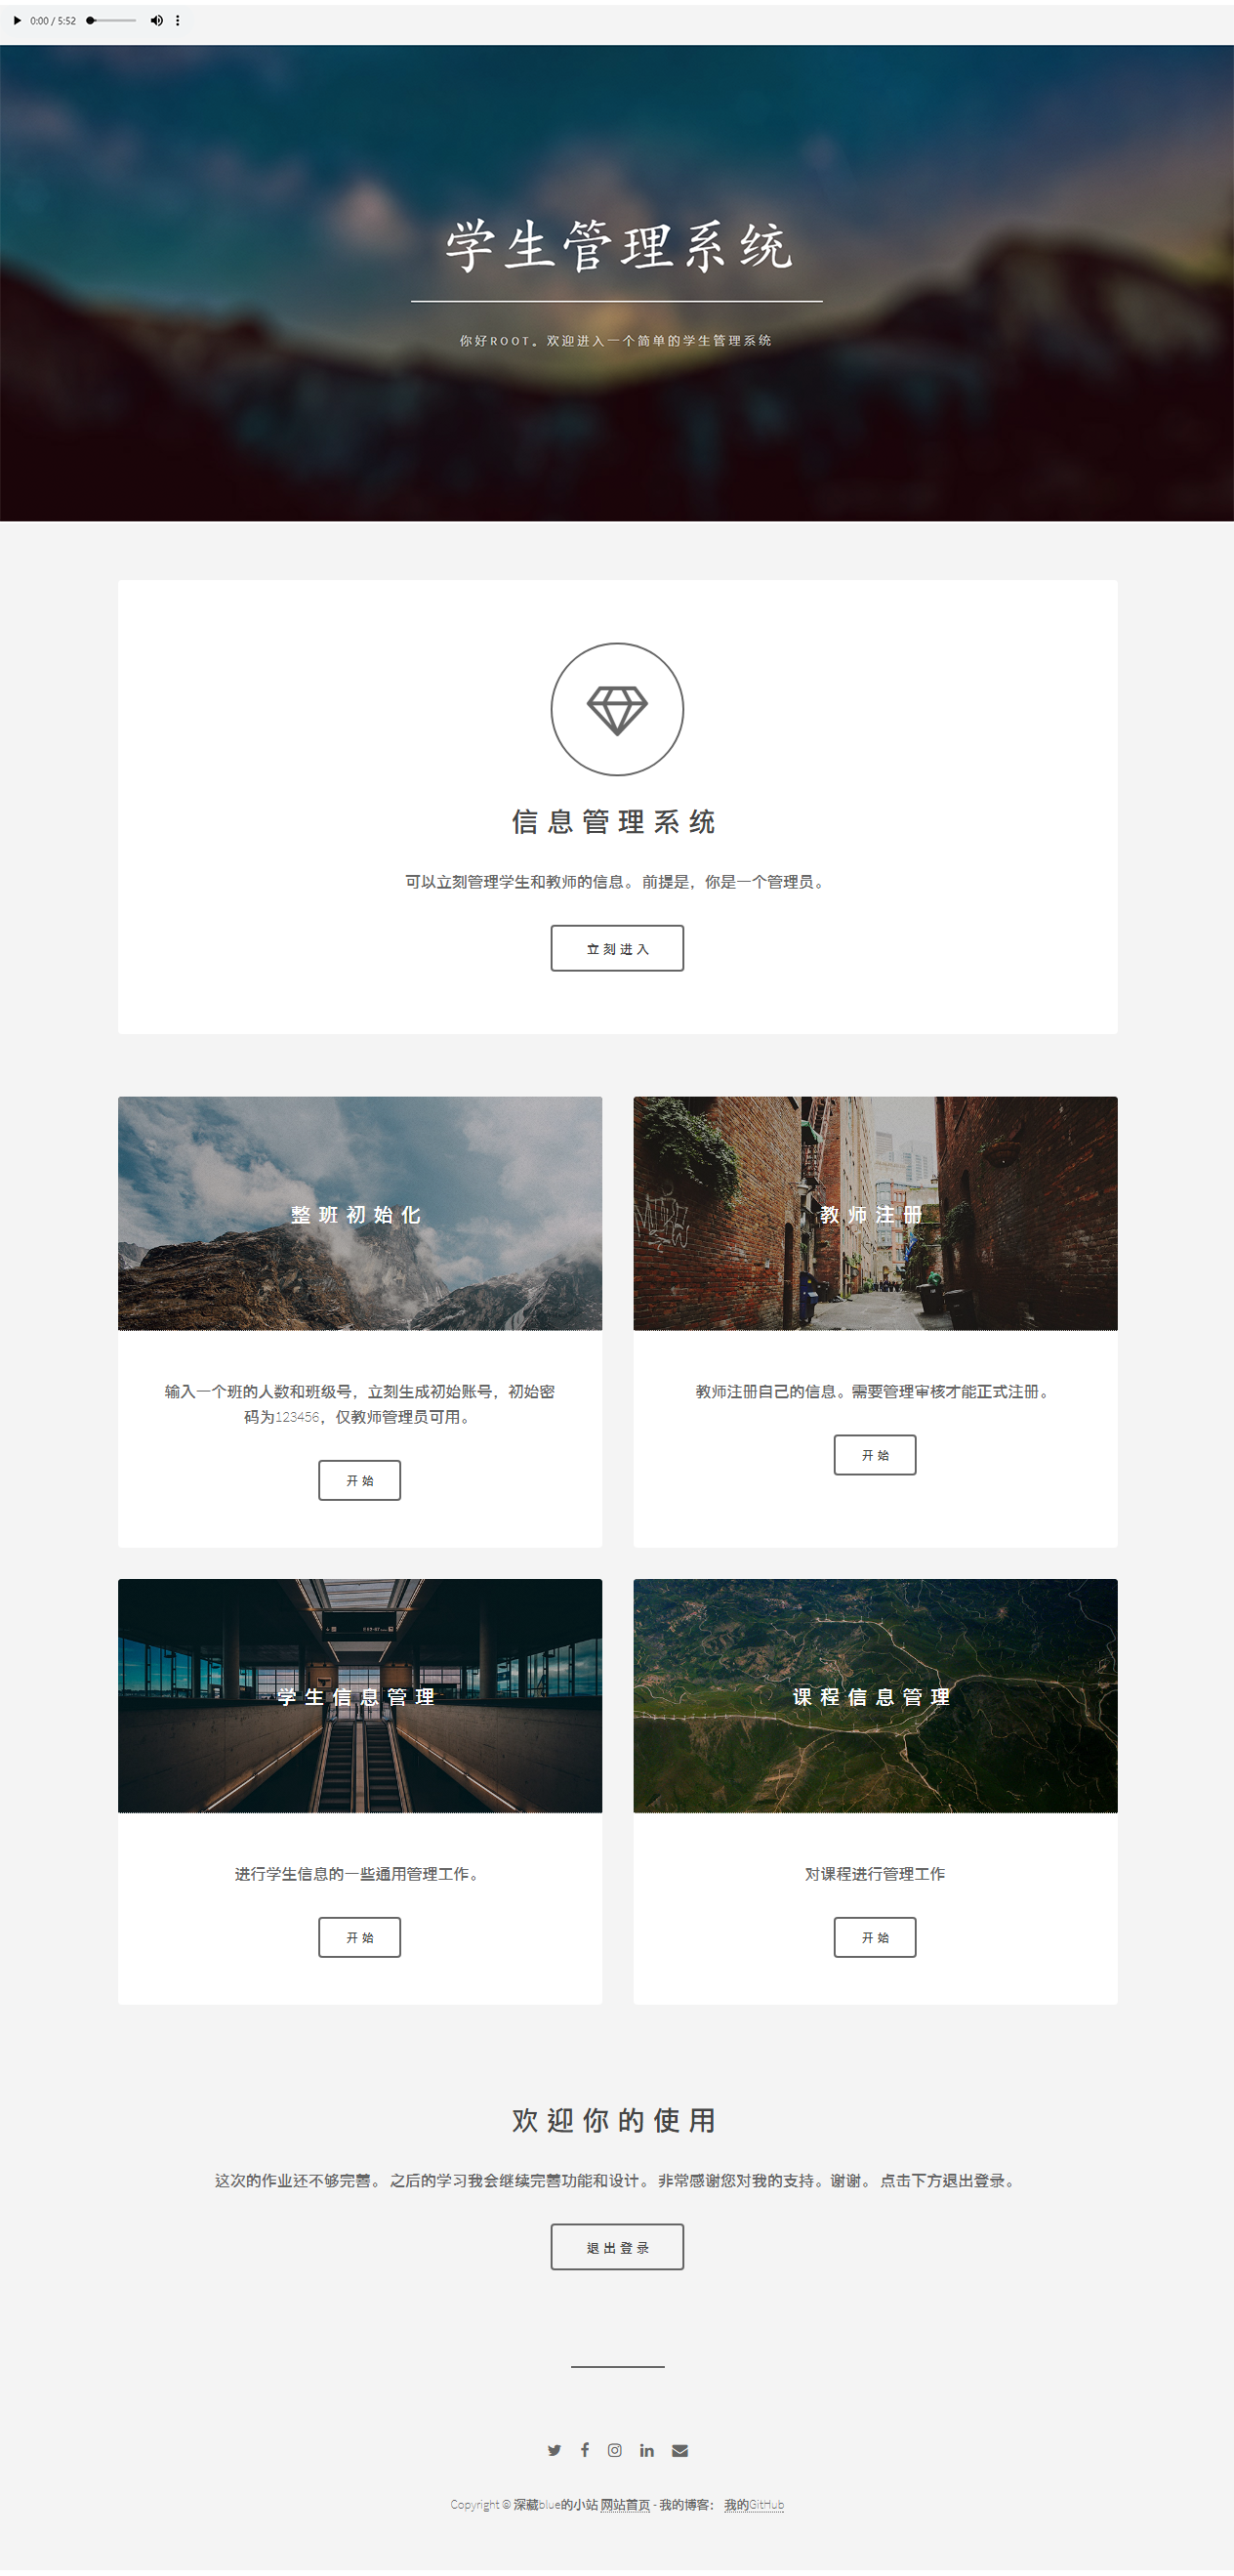 0:00 / 5:52
学生管理系统
你好ROOT。欢迎进入一个简单的学生管理系统
信息管理系统
可以立刻管理学生和教师的信息。 前提是，你是一个管理员。
立刻进入
整班初始化
教师注册
输入一个班的人数和班级号，立刻生成初始账号，初始密
码为123456，仅教师管理员可用。
教师注册自己的信息。需要管理审核才能正式注册。
开始
开始
学生信息管理
课程信息管理
进行学生信息的一些通用管理工作。
对课程进行管理工作
开始
开始
欢迎你的使用
这次的作业还不够完善。 之后的学习我会继续完善功能和设计。 非常感谢您对我的支持。谢谢。 点击下方退出登录。
退出登录
Copyright © 深藏blue的小站 网站首页 - 我的博客： 我的GitHub